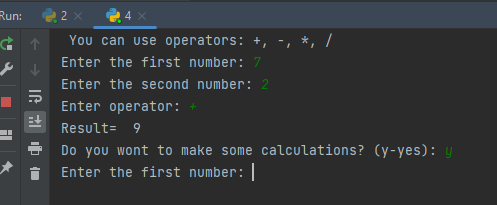 Run: 2 × 4 ×
You can use operators: +, -, *, /
Enter the first number: 7
Enter the second number: 2
Enter operator: +
Result=  9
Do you wont to make some calculations? (y-yes): y
Enter the first number: